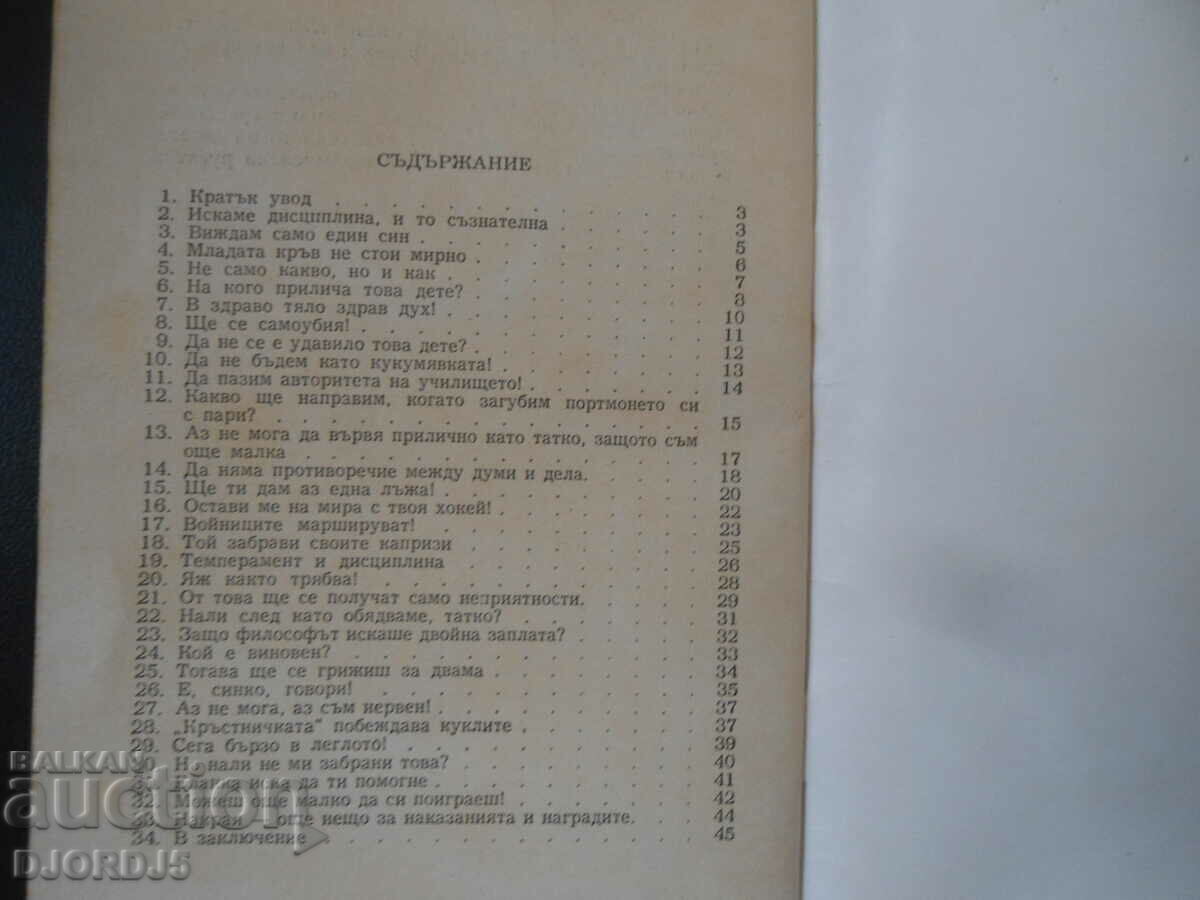 СЪДЪРЖАНИЕ
1. Кратък увод . . . . . . . . . . . . 3
2. Искаме дисциплина, и то съзнателна . . . . . 3
3. Виждам само един син . . . . . . . . . 5
4. Младата кръв не стои мирно . . . . . . . 6
5. Не само какво, но и как . . . . . . . . 7
6. На кого прилича това дете? . . . . . . . 8
7. В здраво тяло здрав дух! . . . . . . . . 10
8. Ще се самоубия! . . . . . . . . . . 11
9. Да не се е удавило това дете? . . . . . . . 12
10. Да не бъдем като кукумявката! . . . . . . 13
11. Да пазим авторитета на училището! . . . . . 14
12. Какво ще направим, когато загубим портмонето си
с пари? . . . . . . . . . . . . . 15
13. Аз не мога да вървя прилично като татко, защото съм
още малка . . . . . . . . . . . . 17
14. Да няма противоречие между думи и дела. . . . 18
15. Ще ти дам аз една лъжа! . . . . . . . . 20
16. Остави ме на мира с твоя хокей! . . . . . . 22
17. Войниците маршируват! . . . . . . . . 23
18. Той забрави своите капризи . . . . . . . 25
19. Темперамент и дисциплина . . . . . . . 26
20. Яж както трябва! . . . . . . . . . . 28
21. От това ще се получат само неприятности. . . . 29
22. Нали след като обядваме, татко? . . . . . . 31
23. Защо философът искаше двойна заплата? . . . . 32
24. Кой е виновен? . . . . . . . . . . 33
25. Тогава ще се грижиш за двама . . . . . . 34
26. Е, синко, говори! . . . . . . . . . . 35
27. Аз не мога, аз съм нервен! . . . . . . . 37
28. „Кръстничката" побеждава куклите . . . . . 37
29. Сега бързо в леглото! . . . . . . . . . 39
30. Но нали не ми забрани това? . . . . . . . 40
31. иска да ти помогне . . . . . . . . 41
32. Можеш още малко да си поиграеш! . . . . . 42
33. Накрая още нещо за наказанията и наградите. . . 44
34. В заключение . . . . . . . . . . . 45
BALKAN
auction
DJORDJ5